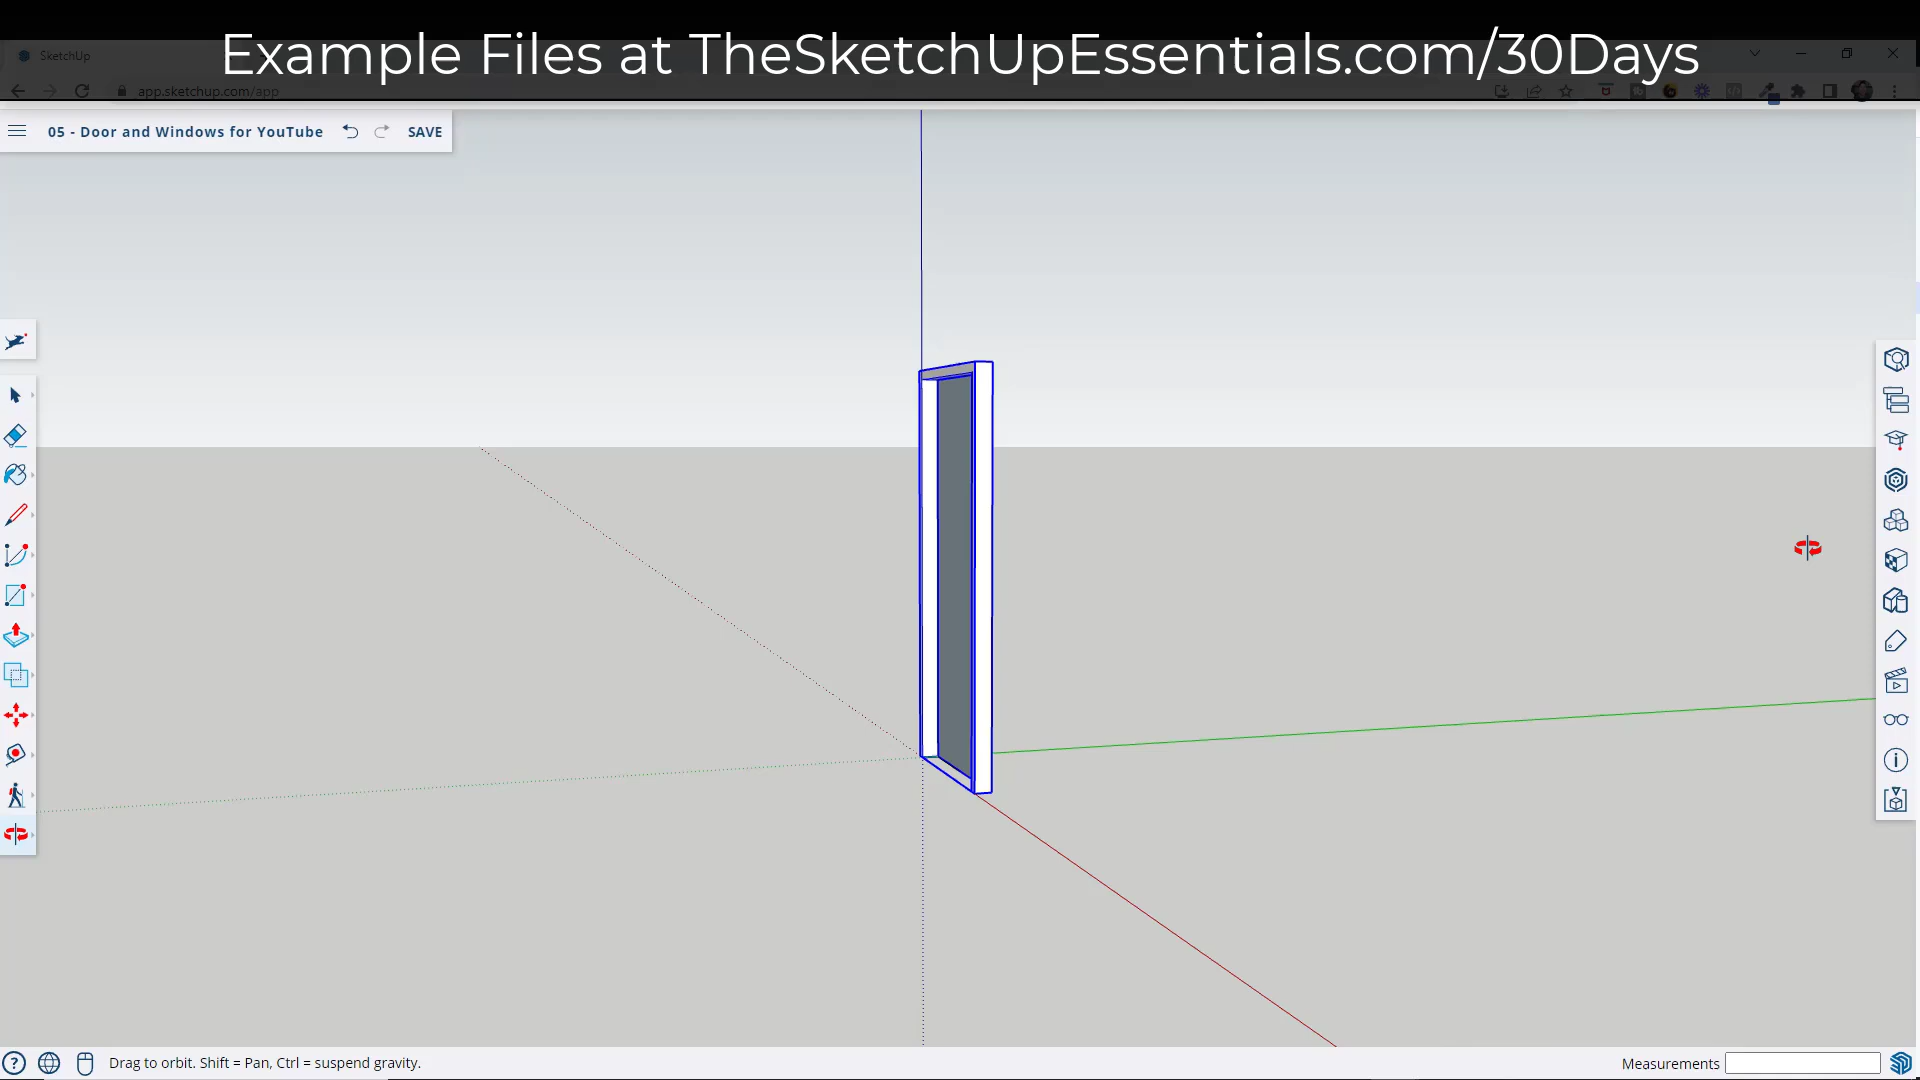 Example Files at TheSketchUpEssentials.com/30Days
SketchUp
app.sketchup.com/app
05 - Door and Windows for YouTube
SAVE
Drag to orbit. Shift = Pan, Ctrl = suspend gravity.
Measurements